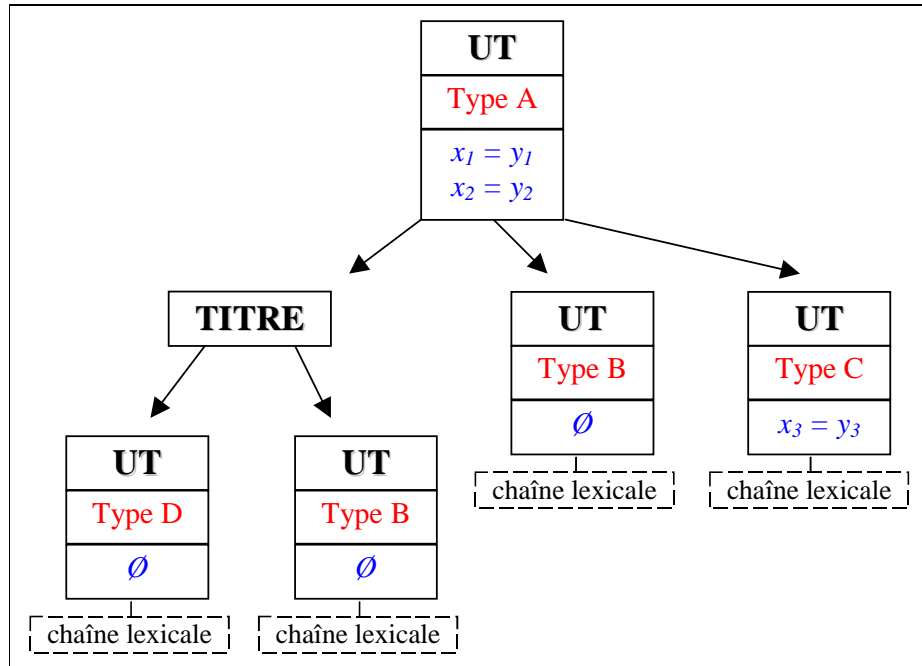 UT
Type A
x1 = y1
x2 = y2
TITRE
UT
Type B
Ø
chaîne lexicale
UT
Type C
x3 = y3
chaîne lexicale
UT
Type D
Ø
chaîne lexicale
UT
Type B
Ø
chaîne lexicale